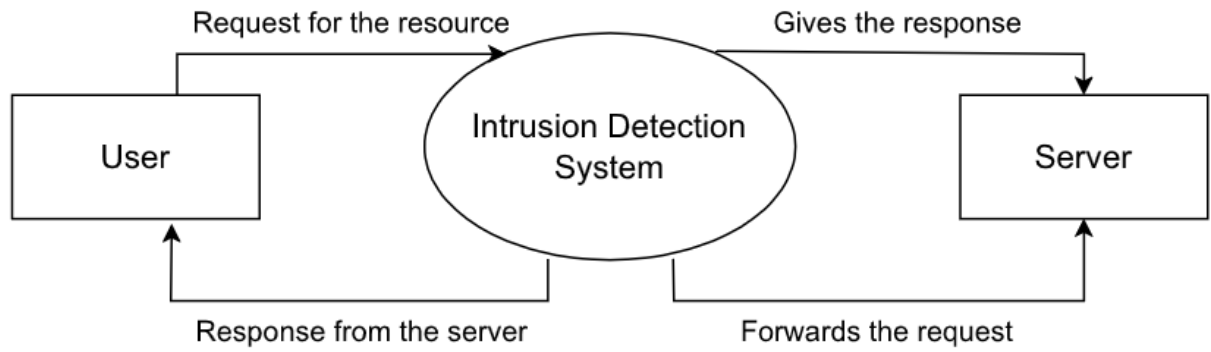 Request for the resource
Gives the response
User
Intrusion Detection
System
Server
Response from the server
Forwards the request